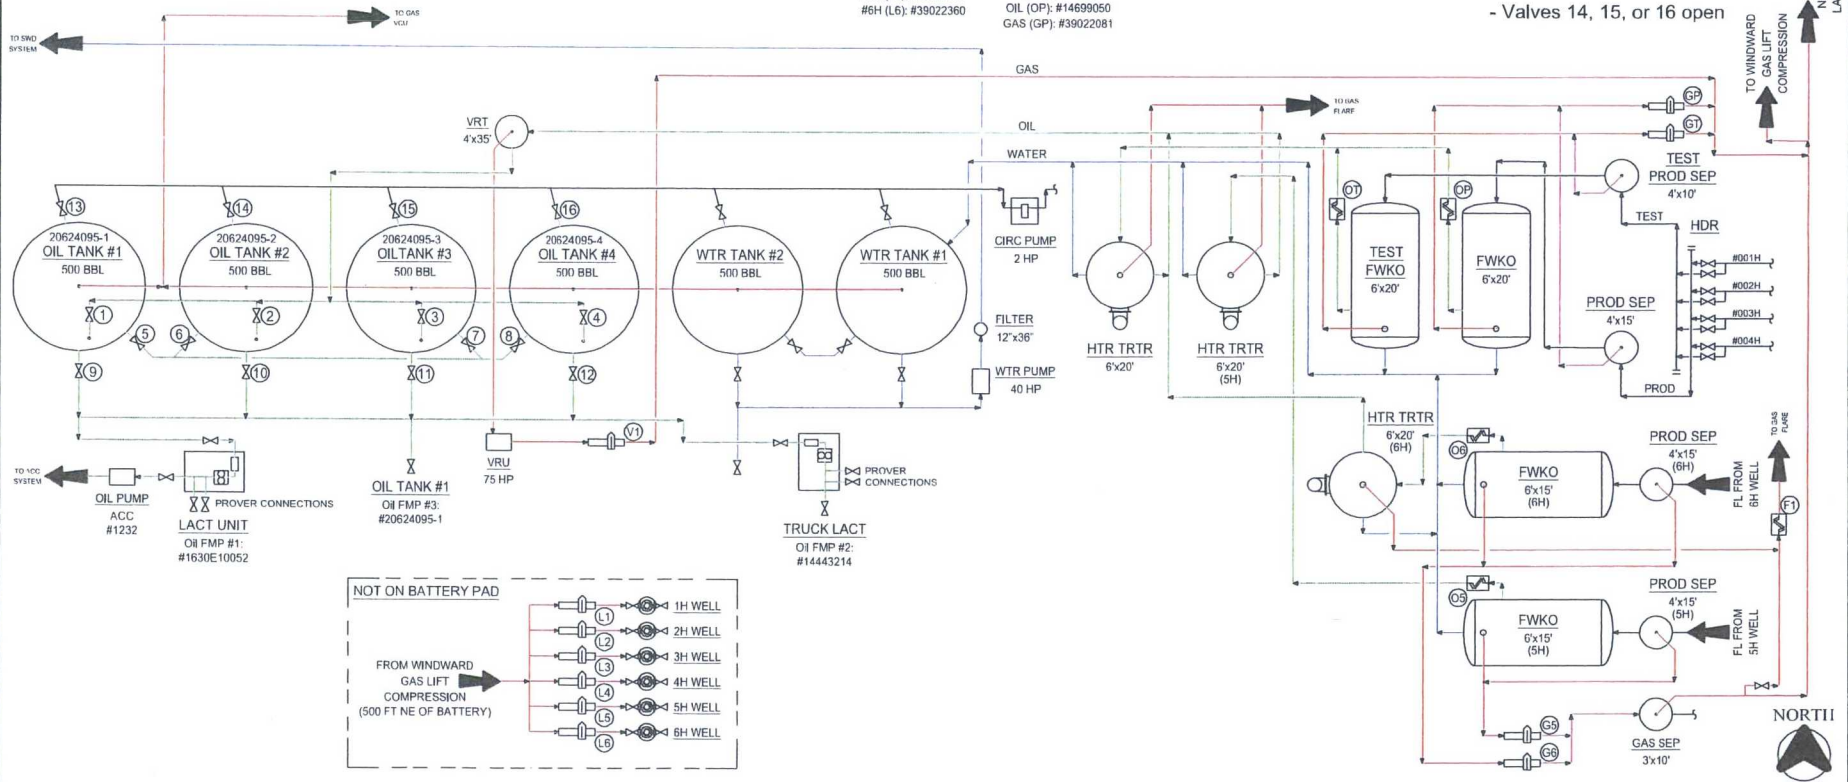 #6H (L6): #39022360
OIL (OP): #14699050
GAS (GP): #39022081
- Valves 14, 15, or 16 open
TO GAS
VCU
TO SWD
SYSTEM
GAS
TO GAS
FLARE
TO WINDWARD
GAS LIFT
COMPRESSION
GP
GT
VRT
4'x35'
OIL
WATER
TEST
PROD SEP
4'x10'
OT
OP
13
14
15
16
CIRC PUMP
2 HP
TEST
HDR
20624095-1
OIL TANK #1
500 BBL
20624095-2
OIL TANK #2
500 BBL
20624095-3
OIL TANK #3
500 BBL
20624095-4
OIL TANK #4
500 BBL
WTR TANK #2
500 BBL
WTR TANK #1
500 BBL
TEST
FWKO
6'x20'
FWKO
6'x20'
#001H
#002H
#003H
#004H
PROD SEP
4'x15'
PROD
1
2
3
4
5
6
7
8
FILTER
12"x36"
HTR TRTR
6'x20'
HTR TRTR
6'x20'
(5H)
9
10
11
12
WTR PUMP
40 HP
V1
VRU
75 HP
HTR TRTR
6'x20'
(6H)
O6
FWKO
6'x15'
(6H)
PROD SEP
4'x15'
(6H)
FL FROM
6H WELL
TO GAS
FLARE
F1
TO ACC
SYSTEM
OIL PUMP
ACC
#1232
PROVER CONNECTIONS
LACT UNIT
Oil FMP #1:
#1630E10052
OIL TANK #1
Oil FMP #3:
#20624095-1
PROVER
CONNECTIONS
TRUCK LACT
Oil FMP #2:
#14443214
O5
FWKO
6'x15'
(5H)
PROD SEP
4'x15'
(5H)
FL FROM
5H WELL
NOT ON BATTERY PAD
FROM WINDWARD
GAS LIFT
COMPRESSION
(500 FT NE OF BATTERY)
L1
1H WELL
L2
2H WELL
L3
3H WELL
L4
4H WELL
L5
5H WELL
L6
6H WELL
G5
G6
GAS SEP
3'x10'
NORTH